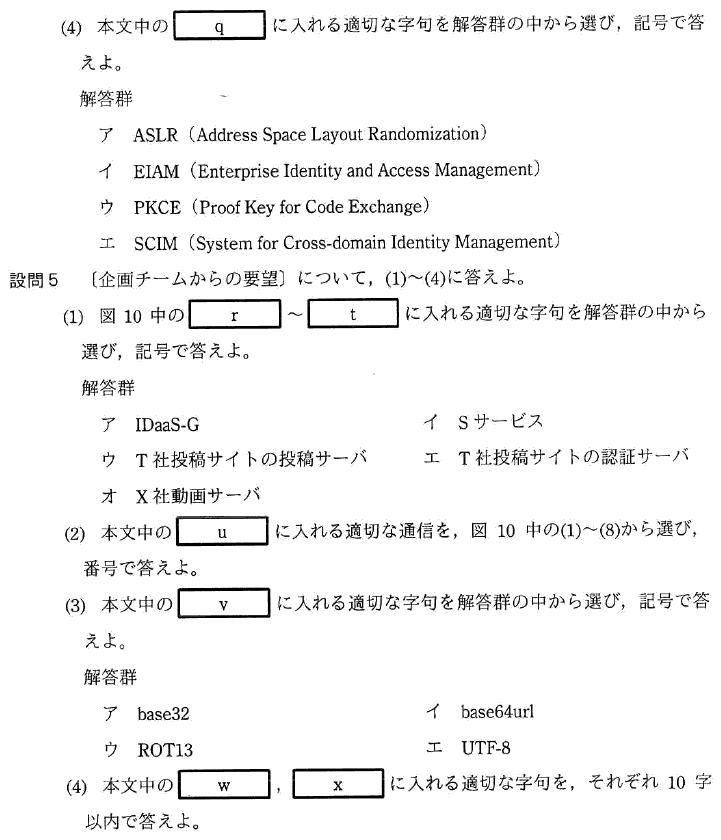 (4) 本文中の q に入れる適切な字句を解答群の中から選び，記号で答
えよ。
解答群
ア ASLR（Address Space Layout Randomization）
イ EIAM（Enterprise Identity and Access Management）
ウ PKCE（Proof Key for Code Exchange）
エ SCIM（System for Cross-domain Identity Management）
設問5 〔企画チームからの要望〕について，(1)～(4)に答えよ。
(1) 図 10 中の r ～ t に入れる適切な字句を解答群の中から
選び，記号で答えよ。
解答群
ア IDaaS-G イ Sサービス
ウ T社投稿サイトの投稿サーバ エ T社投稿サイトの認証サーバ
オ X社動画サーバ
(2) 本文中の u に入れる適切な通信を，図 10 中の(1)～(8)から選び，
番号で答えよ。
(3) 本文中の v に入れる適切な字句を解答群の中から選び，記号で答
えよ。
解答群
ア base32 イ base64url
ウ ROT13 エ UTF-8
(4) 本文中の w ， x に入れる適切な字句を，それぞれ 10 字
以内で答えよ。